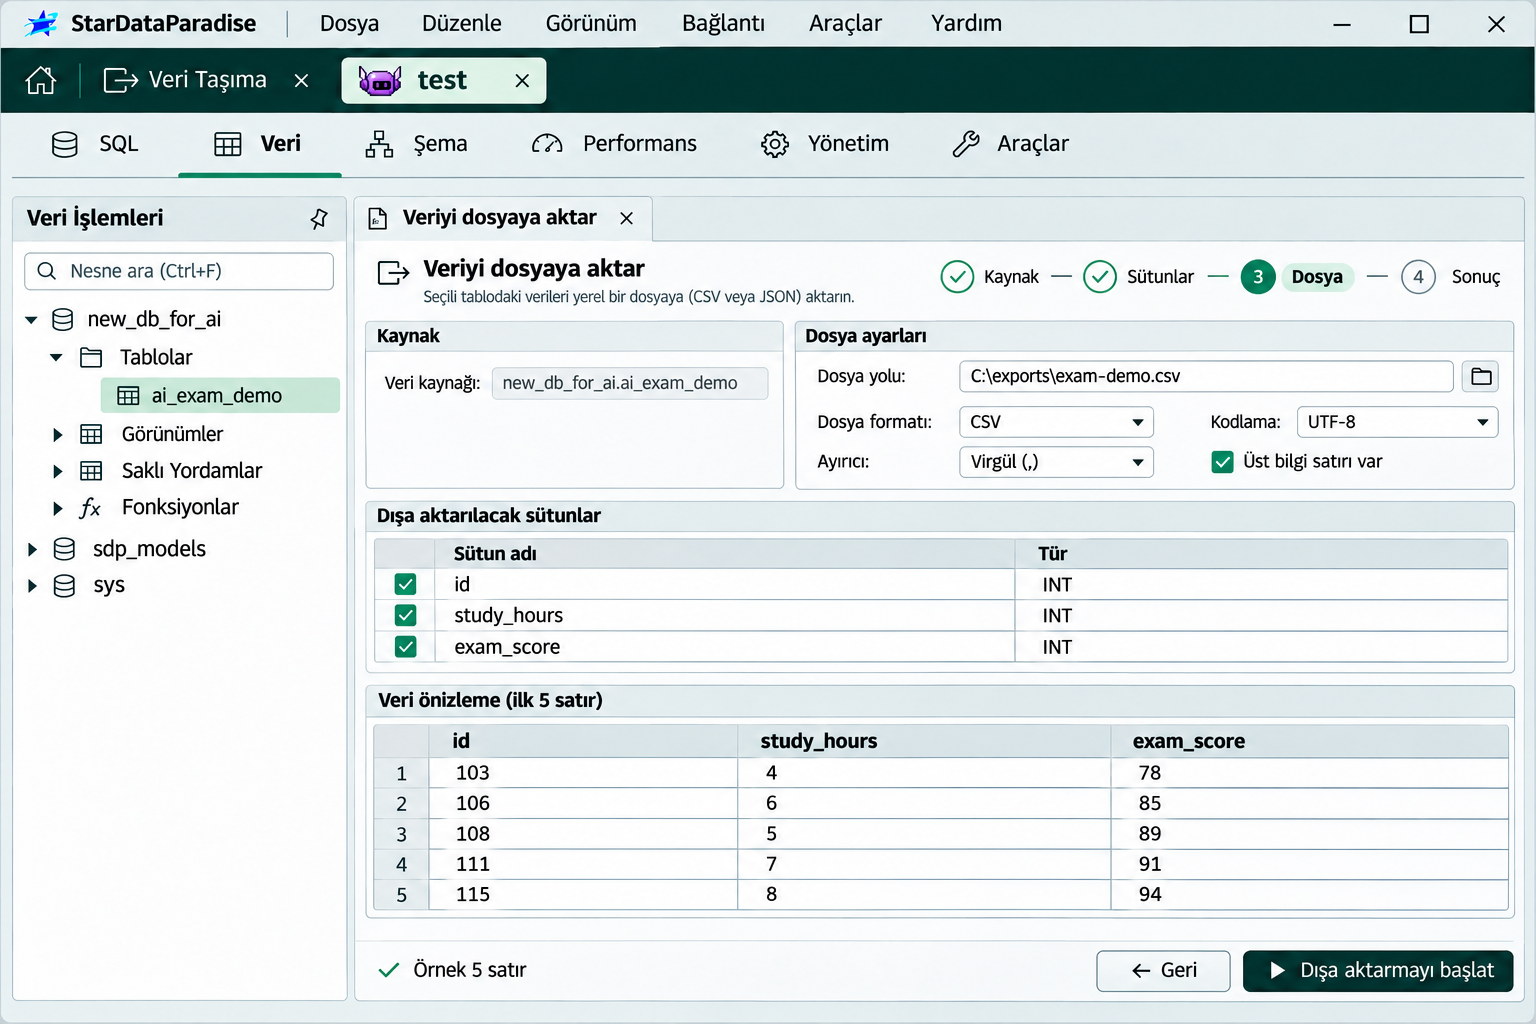 StarDataParadise Dosya Düzenle Görünüm Bağlantı Araçlar Yardım
Veri Taşıma test
SQL Veri Şema Performans Yönetim Araçlar
Veri İşlemleri
Nesne ara (Ctrl+F)
new_db_for_ai
Tablolar
ai_exam_demo
Görünümler
Saklı Yordamlar
fx Fonksiyonlar
sdp_models
sys
Veriyi dosyaya aktar
Veriyi dosyaya aktar
Seçili tablodaki verileri yerel bir dosyaya (CSV veya JSON) aktarın.
Kaynak Sütunlar 3 Dosya 4 Sonuç
Kaynak
Veri kaynağı: new_db_for_ai.ai_exam_demo
Dosya ayarları
Dosya yolu: C:\exports\exam-demo.csv
Dosya formatı: CSV Kodlama: UTF-8
Ayırıcı: Virgül (,) Üst bilgi satırı var
Dışa aktarılacak sütunlar
Sütun adı Tür
id INT
study_hours INT
exam_score INT
Veri önizleme (ilk 5 satır)
id study_hours exam_score
1 103 4 78
2 106 6 85
3 108 5 89
4 111 7 91
5 115 8 94
Örnek 5 satır
Geri Dışa aktarmayı başlat